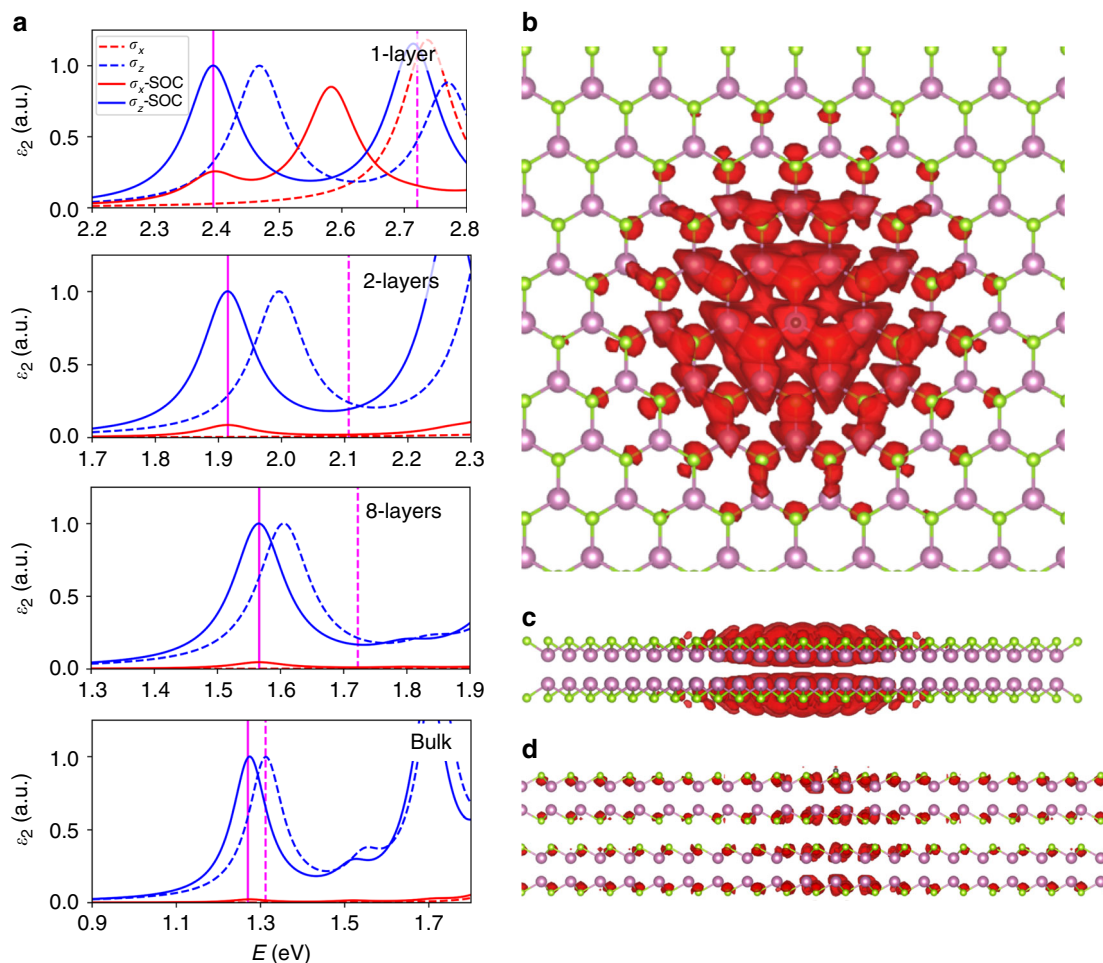 a
1-layer
σx
σz
σx-SOC
σz-SOC
ε2 (a.u.)
1.0
0.5
0.0
2.2 2.3 2.4 2.5 2.6 2.7 2.8
2-layers
ε2 (a.u.)
1.0
0.5
0.0
1.7 1.8 1.9 2.0 2.1 2.2 2.3
8-layers
ε2 (a.u.)
1.0
0.5
0.0
1.3 1.4 1.5 1.6 1.7 1.8 1.9
Bulk
ε2 (a.u.)
1.0
0.5
0.0
0.9 1.1 1.3 1.5 1.7
E (eV)
b
c
d